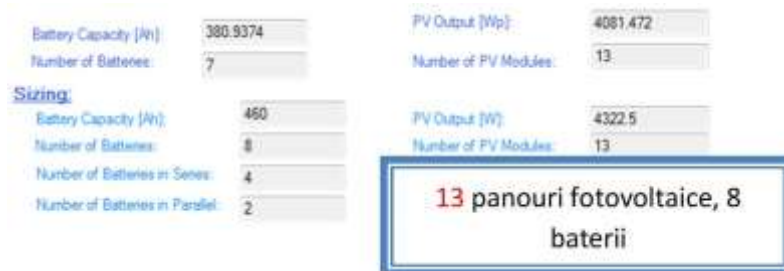 Battery Capacity [Ah]: 380.9374
Number of Batteries: 7
PV Output [Wp]: 4081.472
Number of PV Modules: 13
Sizing:
Battery Capacity [Ah]: 460
Number of Batteries: 8
Number of Batteries in Series: 4
Number of Batteries in Parallel: 2
PV Output [W]: 4322.5
Number of PV Modules: 13
13 panouri fotovoltaice, 8
baterii